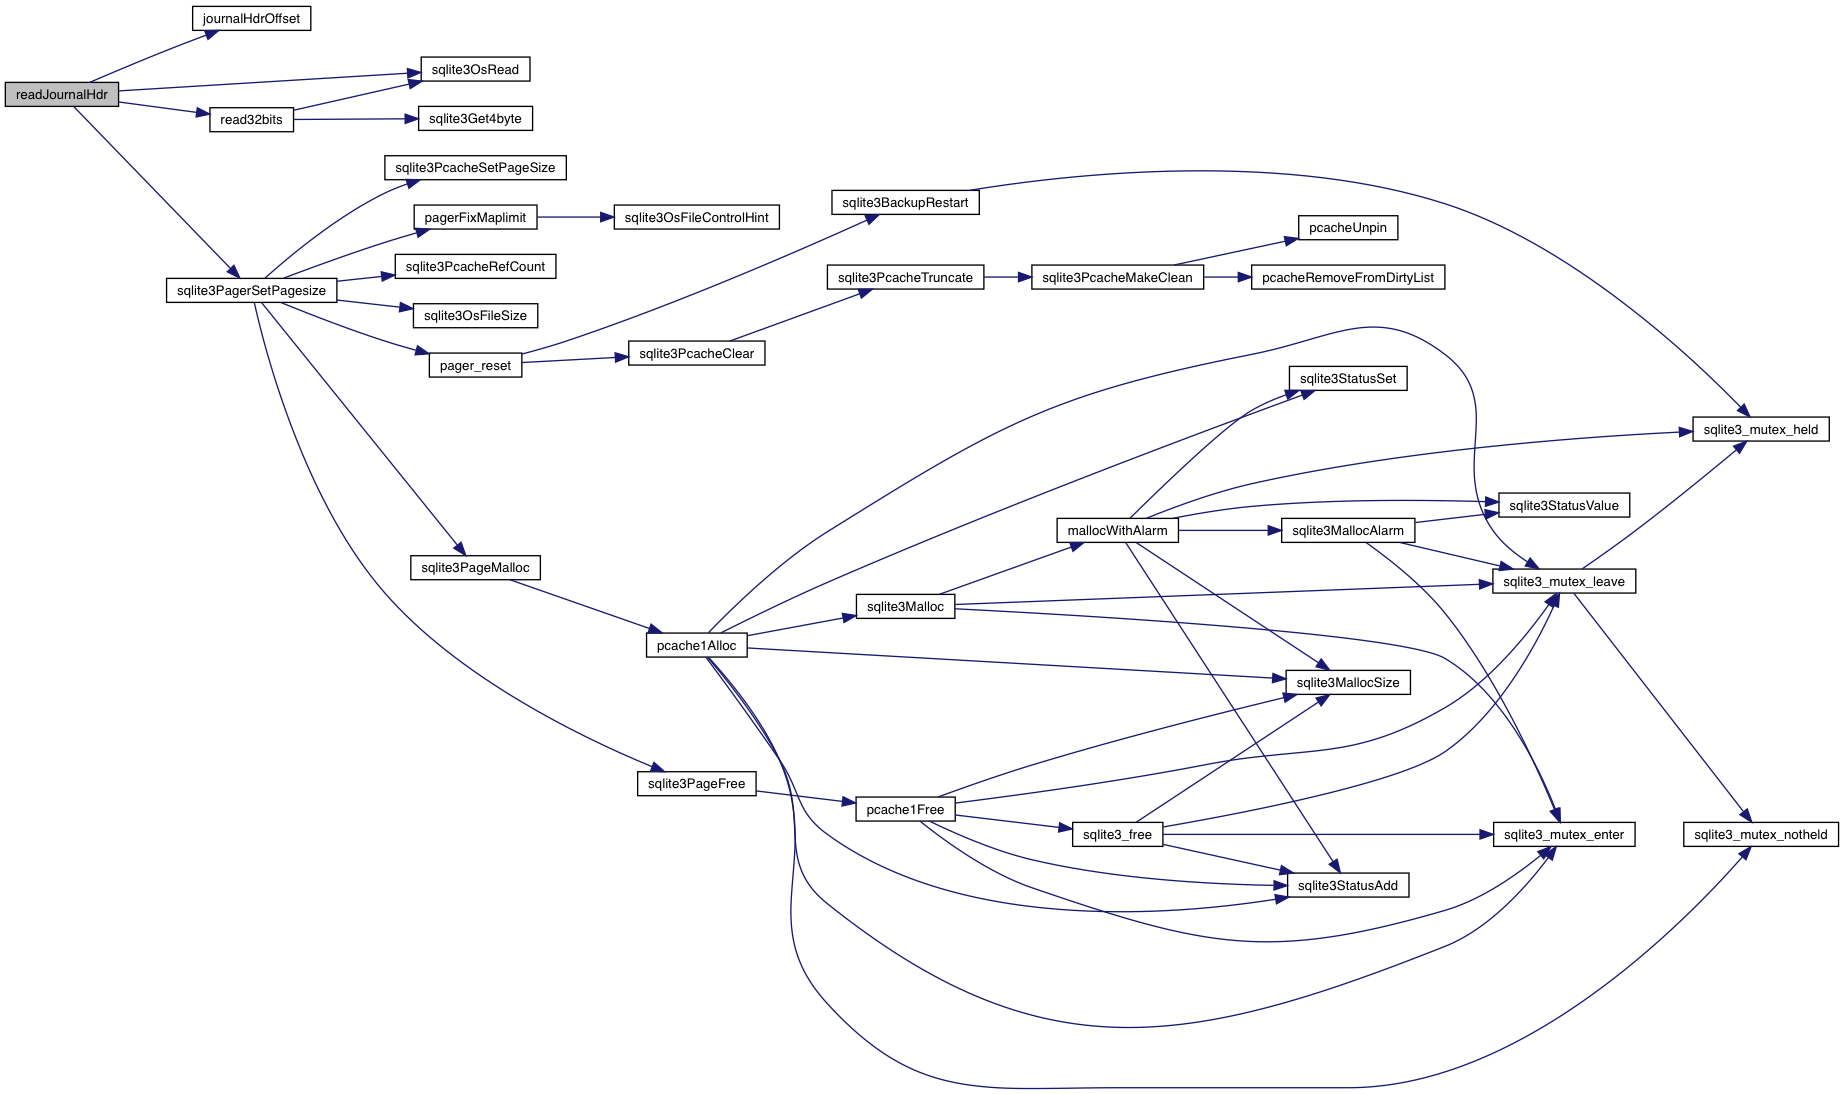 journalHdrOffset
sqlite3OsRead
readJournalHdr
read32bits
sqlite3Get4byte
sqlite3PcacheSetPageSize
sqlite3BackupRestart
pagerFixMaplimit
sqlite3OsFileControlHint
pcacheUnpin
sqlite3PcacheRefCount
sqlite3PcacheTruncate
sqlite3PcacheMakeClean
pcacheRemoveFromDirtyList
sqlite3PagerSetPagesize
sqlite3OsFileSize
sqlite3PcacheClear
pager_reset
sqlite3StatusSet
sqlite3_mutex_held
sqlite3StatusValue
mallocWithAlarm
sqlite3MallocAlarm
sqlite3PageMalloc
sqlite3_mutex_leave
sqlite3Malloc
pcache1Alloc
sqlite3MallocSize
sqlite3PageFree
pcache1Free
sqlite3_free
sqlite3_mutex_enter
sqlite3_mutex_notheld
sqlite3StatusAdd